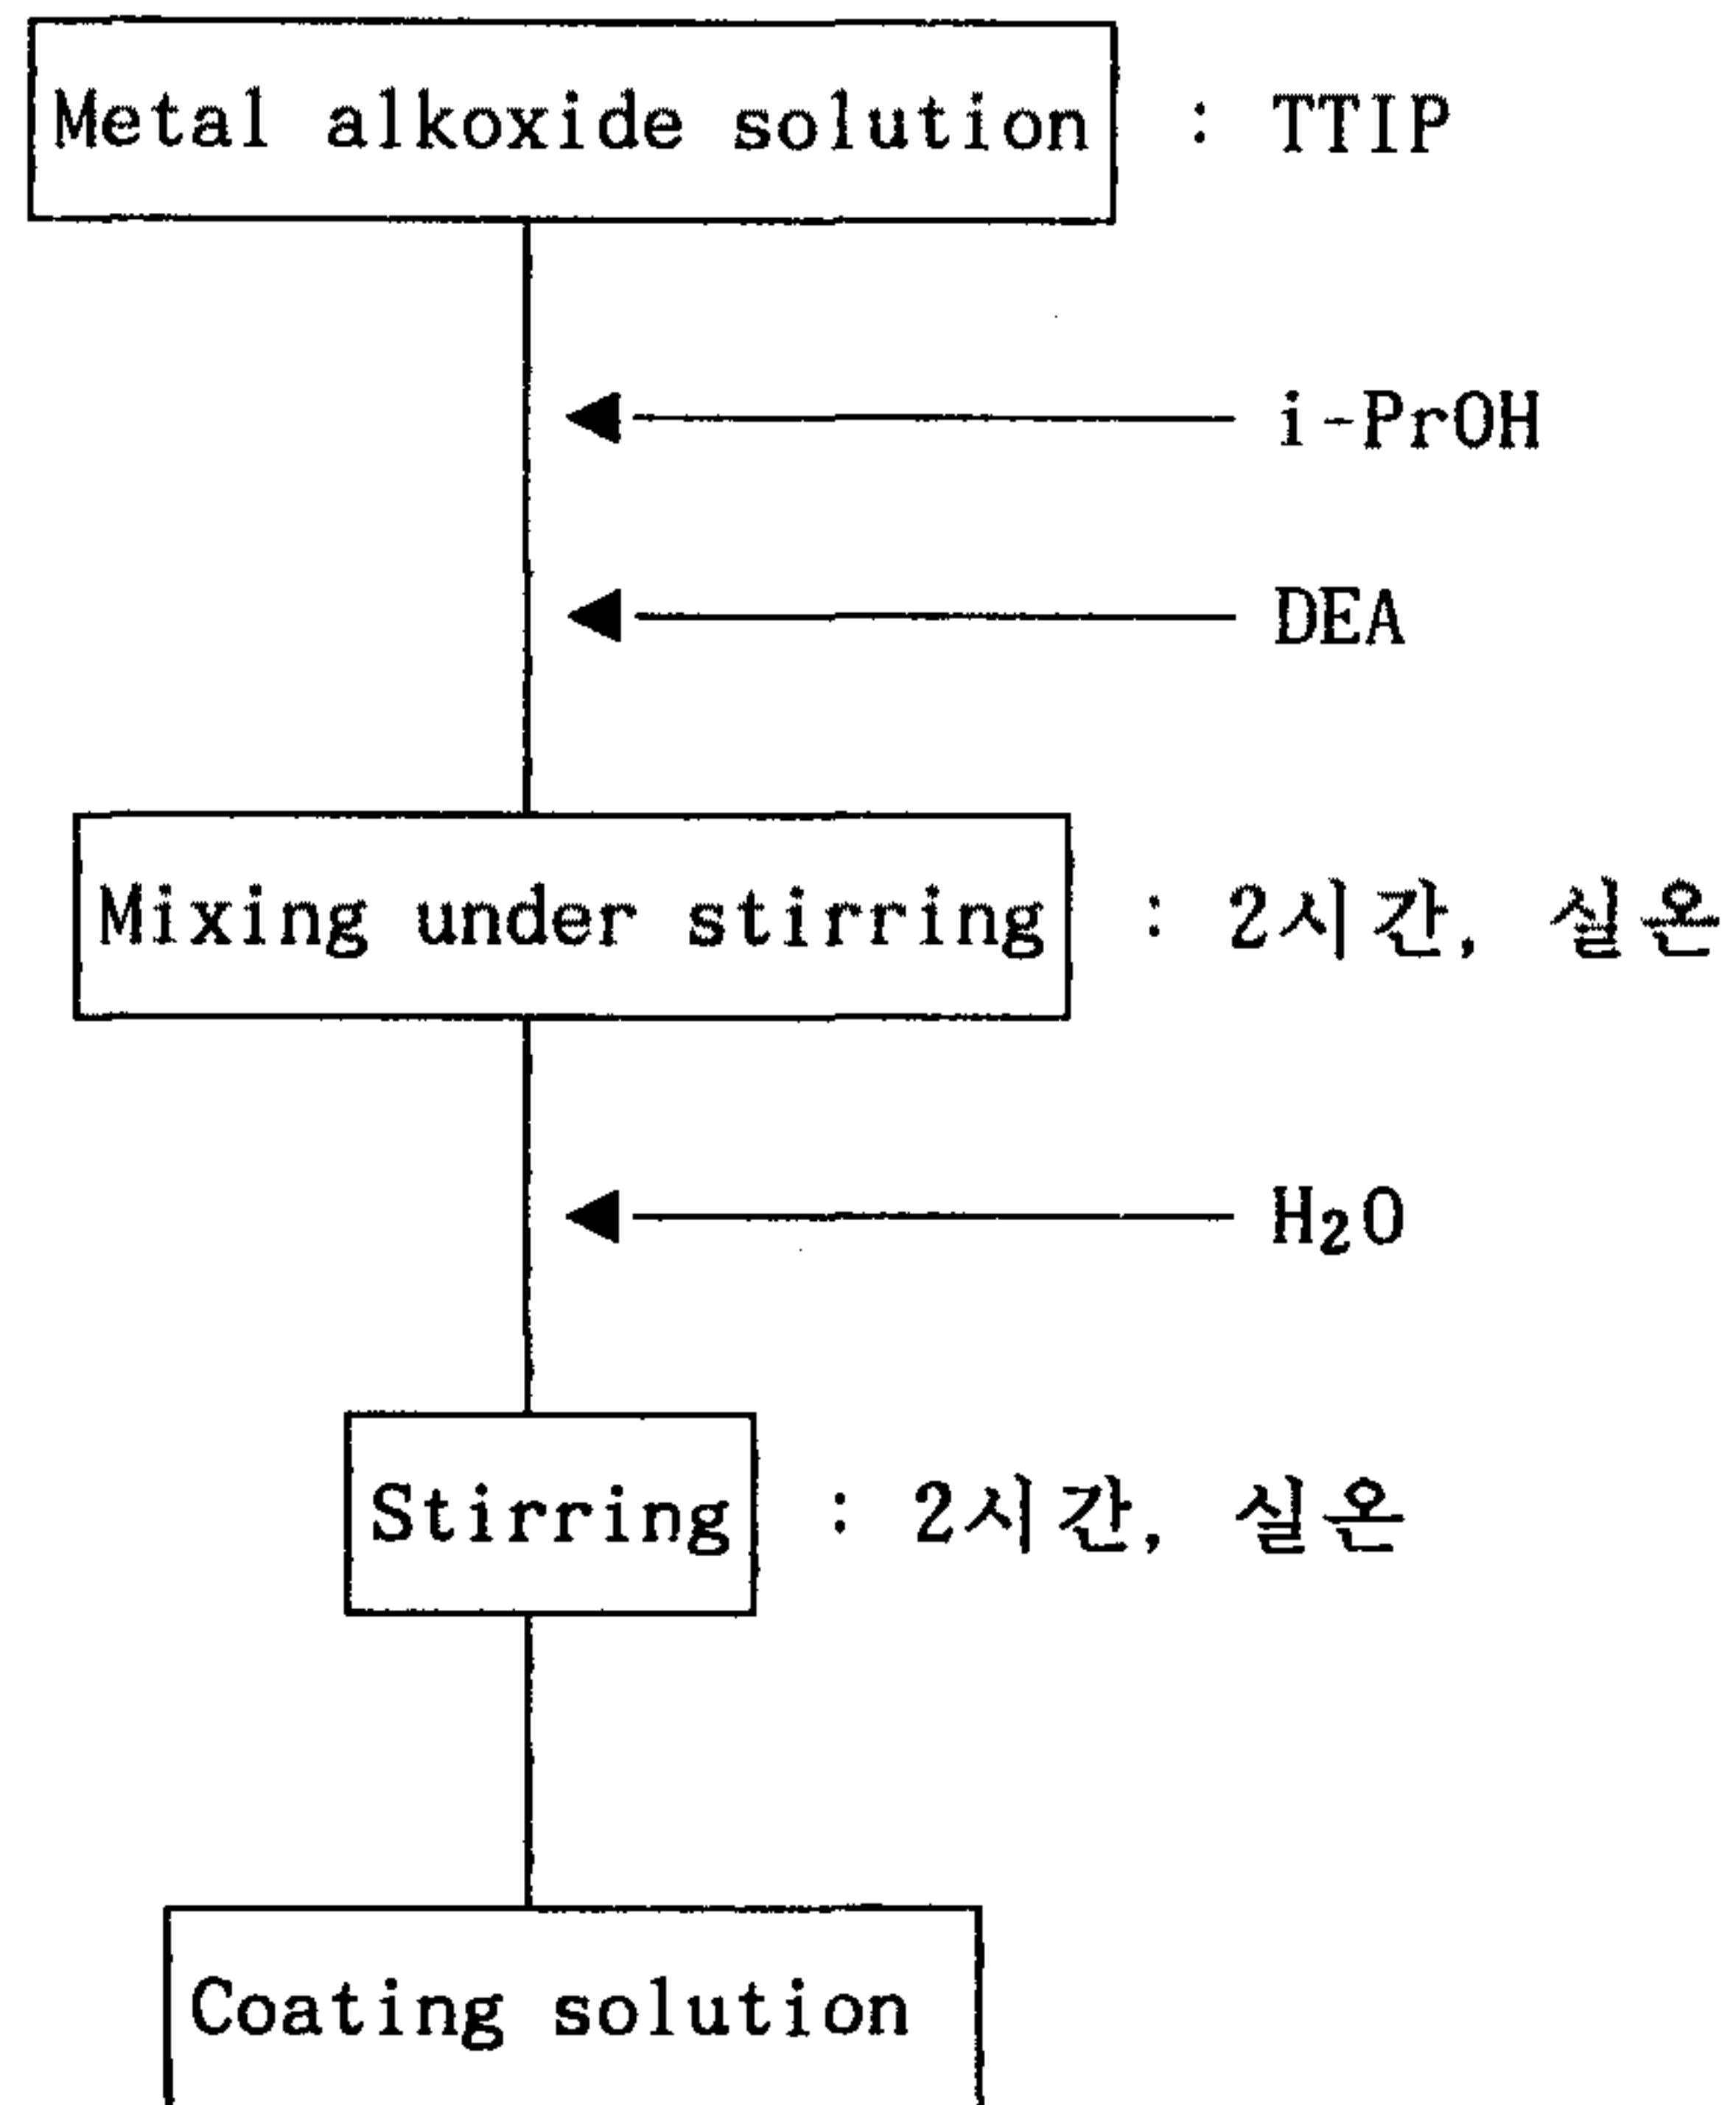 Metal alkoxide solution : TTIP
i-PrOH
DEA
Mixing under stirring : 2시간, 실온
H₂O
Stirring : 2시간, 실온
Coating solution